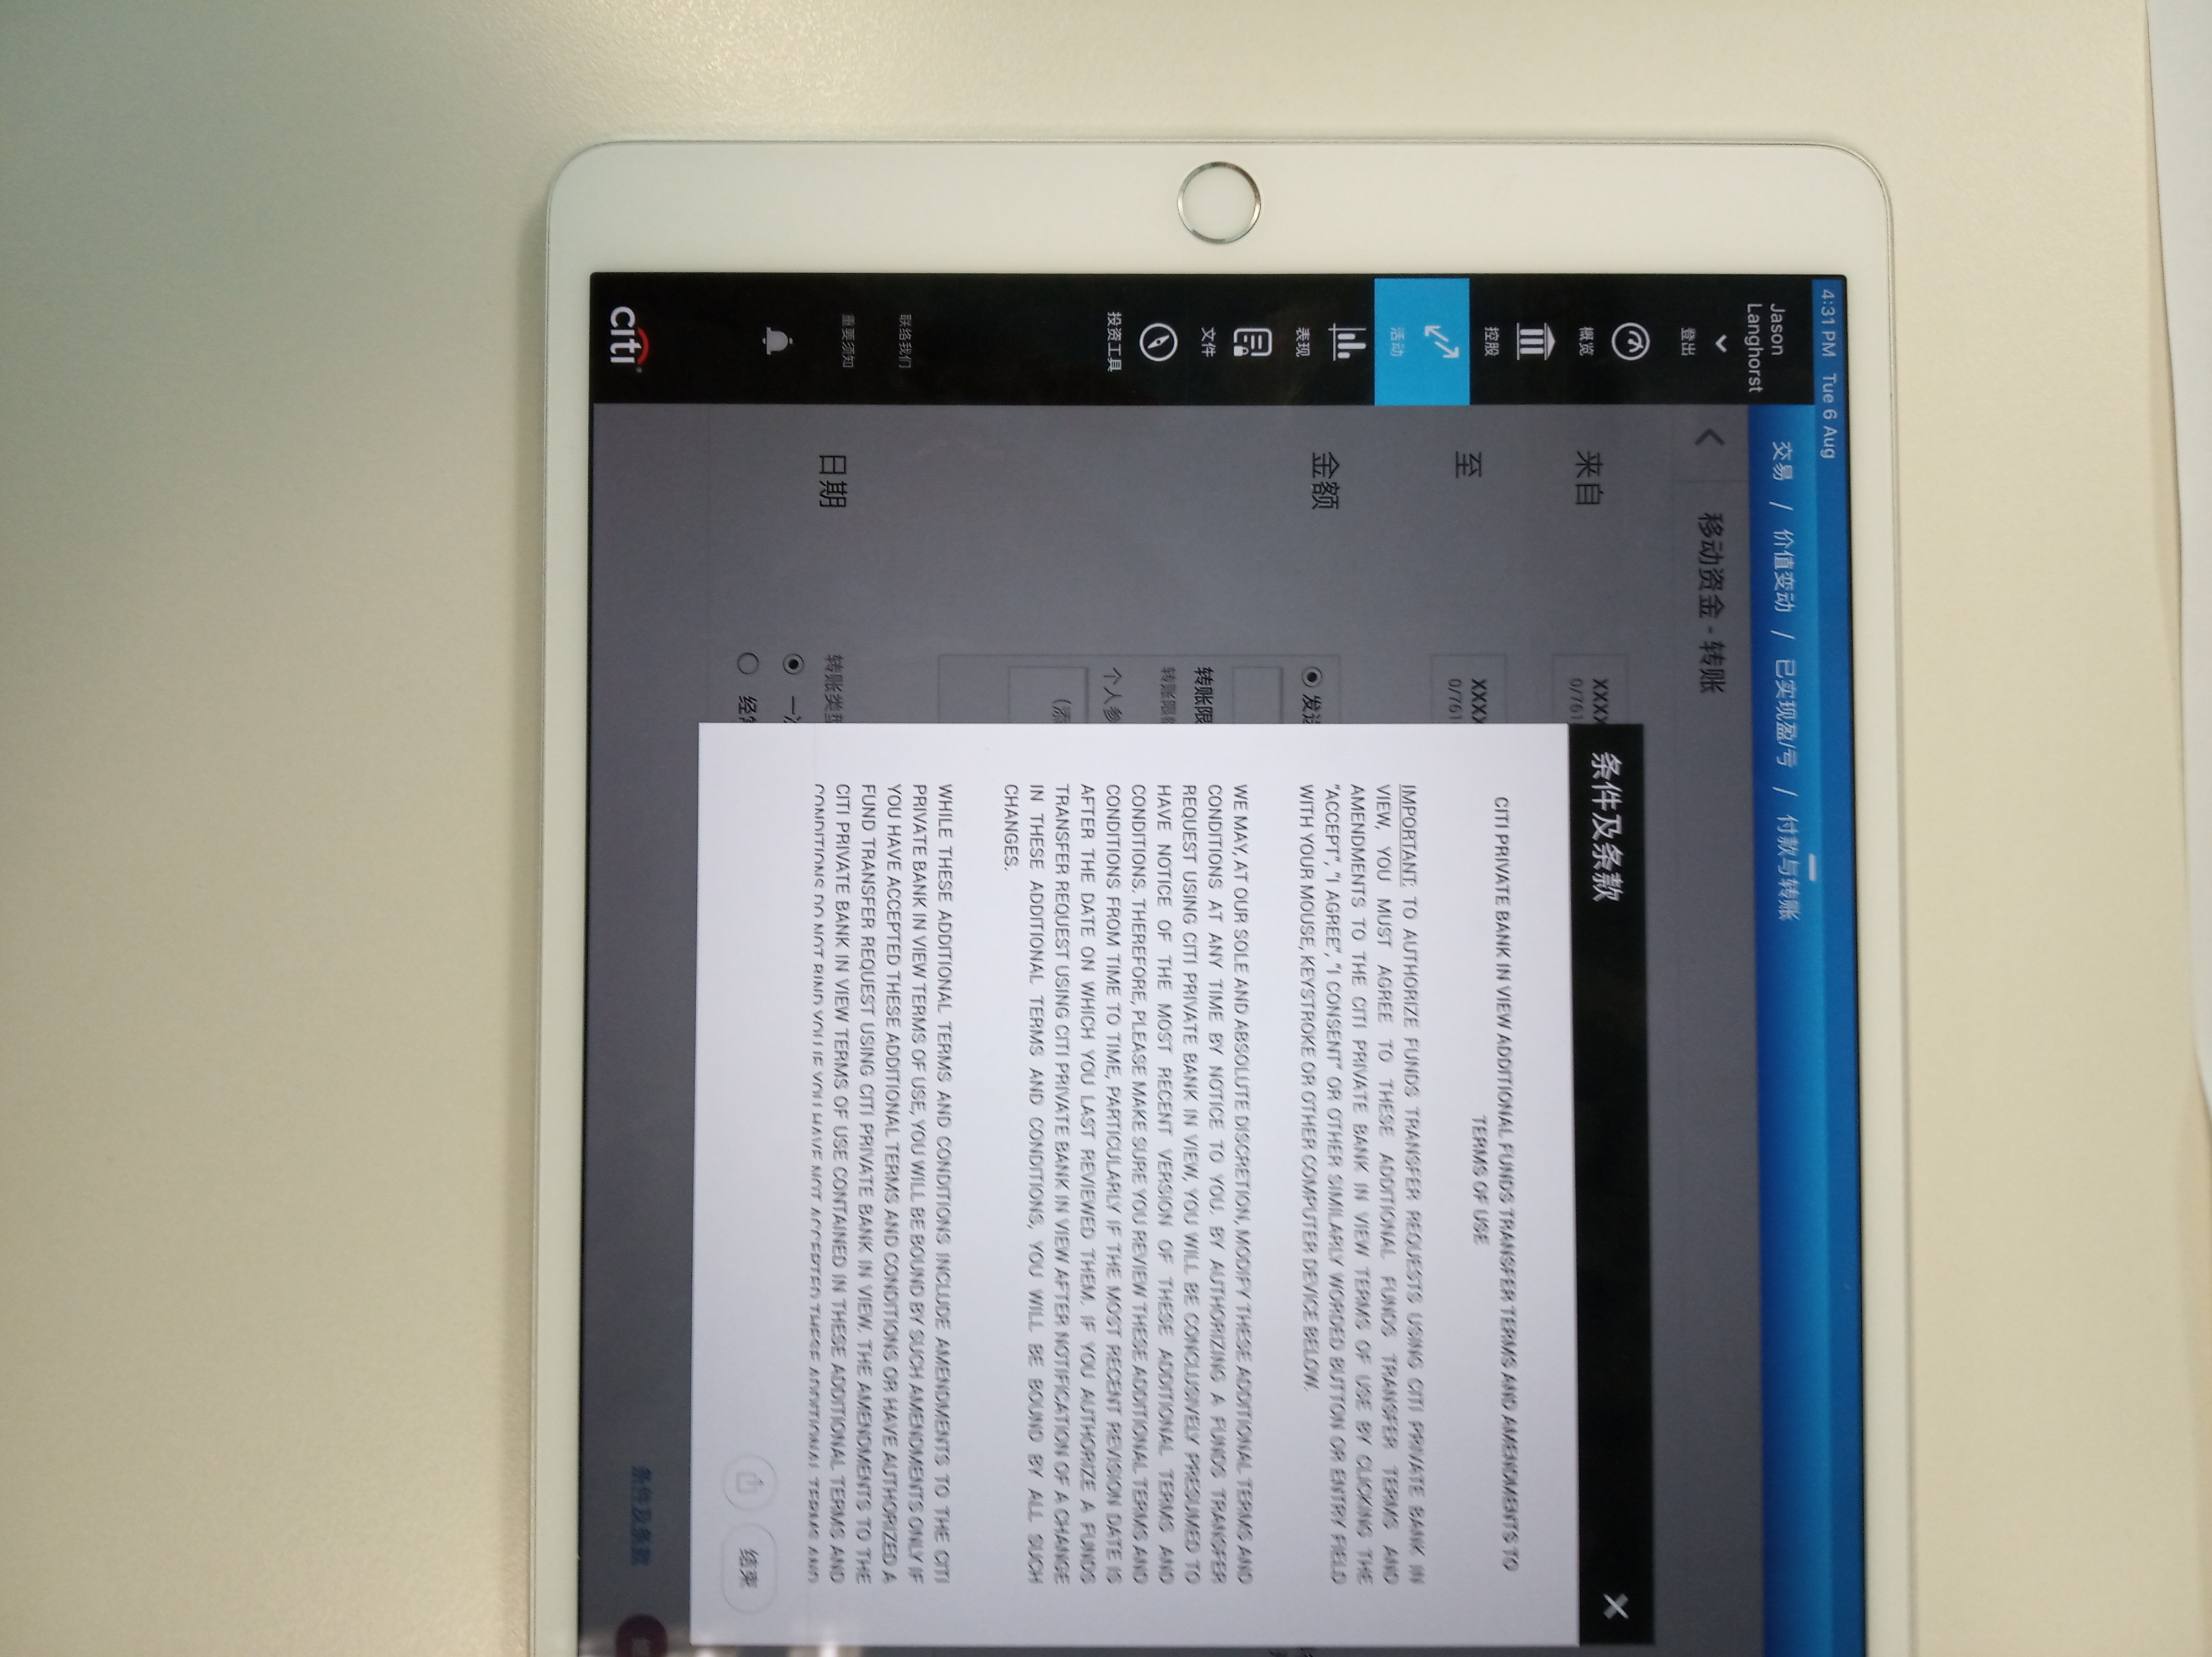 4:31 PM Tue 6 Aug
Jason
Langhorst
登出
概览
控股
活动
表现
文件
投资工具
联络我们
重要须知
citi
交易 / 价值变动 / 已实现盈/亏 / 付款与转账
移动资金 - 转账
来自
XXXX
0/761
至
XXXX
0/761
金额
发送
转账限
转账限额
个人参
(添
日期
转账类型
一次
经常
条件及条款
CITI PRIVATE BANK IN VIEW ADDITIONAL FUNDS TRANSFER TERMS AND AMENDMENTS TO
TERMS OF USE
IMPORTANT: TO AUTHORIZE FUNDS TRANSFER REQUESTS USING CITI PRIVATE BANK IN
VIEW, YOU MUST AGREE TO THESE ADDITIONAL FUNDS TRANSFER TERMS AND
AMENDMENTS TO THE CITI PRIVATE BANK IN VIEW TERMS OF USE BY CLICKING THE
"ACCEPT", "I AGREE", "I CONSENT" OR OTHER SIMILARLY WORDED BUTTON OR ENTRY FIELD
WITH YOUR MOUSE, KEYSTROKE OR OTHER COMPUTER DEVICE BELOW.
WE MAY, AT OUR SOLE AND ABSOLUTE DISCRETION, MODIFY THESE ADDITIONAL TERMS AND
CONDITIONS AT ANY TIME BY NOTICE TO YOU. BY AUTHORIZING A FUNDS TRANSFER
REQUEST USING CITI PRIVATE BANK IN VIEW, YOU WILL BE CONCLUSIVELY PRESUMED TO
HAVE NOTICE OF THE MOST RECENT VERSION OF THESE ADDITIONAL TERMS AND
CONDITIONS. THEREFORE, PLEASE MAKE SURE YOU REVIEW THESE ADDITIONAL TERMS AND
CONDITIONS FROM TIME TO TIME, PARTICULARLY IF THE MOST RECENT REVISION DATE IS
AFTER THE DATE ON WHICH YOU LAST REVIEWED THEM. IF YOU AUTHORIZE A FUNDS
TRANSFER REQUEST USING CITI PRIVATE BANK IN VIEW AFTER NOTIFICATION OF A CHANGE
IN THESE ADDITIONAL TERMS AND CONDITIONS, YOU WILL BE BOUND BY ALL SUCH
CHANGES.
WHILE THESE ADDITIONAL TERMS AND CONDITIONS INCLUDE AMENDMENTS TO THE CITI
PRIVATE BANK IN VIEW TERMS OF USE, YOU WILL BE BOUND BY SUCH AMENDMENTS ONLY IF
YOU HAVE ACCEPTED THESE ADDITIONAL TERMS AND CONDITIONS OR HAVE AUTHORIZED A
FUND TRANSFER REQUEST USING CITI PRIVATE BANK IN VIEW. THE AMENDMENTS TO THE
CITI PRIVATE BANK IN VIEW TERMS OF USE CONTAINED IN THESE ADDITIONAL TERMS AND
CONDITIONS DO NOT BIND YOU IF YOU HAVE NOT ACCEPTED THESE ADDITIONAL TERMS AND
结束
条件及条款